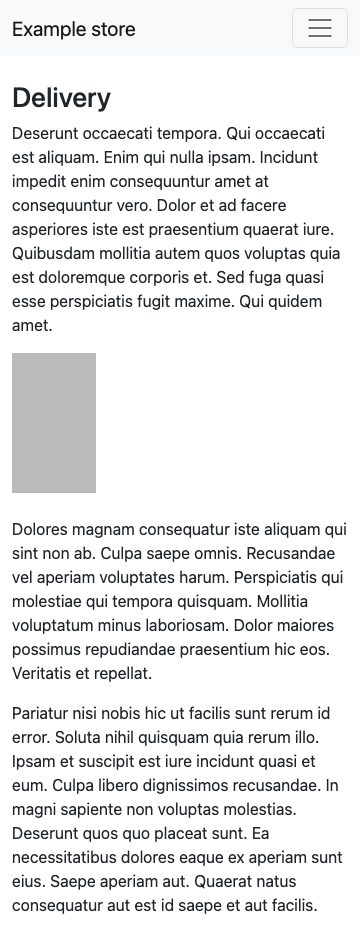 Example store
Delivery
Deserunt occaecati tempora. Qui occaecati
est aliquam. Enim qui nulla ipsam. Incidunt
impedit enim consequuntur amet at
consequuntur vero. Dolor et ad facere
asperiores iste est praesentium quaerat iure.
Quibusdam mollitia autem quos voluptas quia
est doloremque corporis et. Sed fuga quasi
esse perspiciatis fugit maxime. Qui quidem
amet.
Dolores magnam consequatur iste aliquam qui
sint non ab. Culpa saepe omnis. Recusandae
vel aperiam voluptates harum. Perspiciatis qui
molestiae qui tempora quisquam. Mollitia
voluptatum minus laboriosam. Dolor maiores
possimus repudiandae praesentium hic eos.
Veritatis et repellat.
Pariatur nisi nobis hic ut facilis sunt rerum id
error. Soluta nihil quisquam quia rerum illo.
Ipsam et suscipit est iure incidunt quasi et
eum. Culpa libero dignissimos recusandae. In
magni sapiente non voluptas molestias.
Deserunt quos quo placeat sunt. Ea
necessitatibus dolores eaque ex aperiam sunt
eius. Saepe aperiam aut. Quaerat natus
consequatur aut est id saepe et aut facilis.